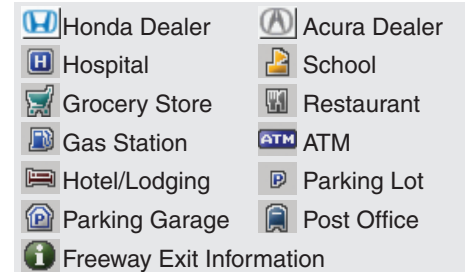 Honda Dealer Acura Dealer
H Hospital School
Grocery Store Restaurant
Gas Station ATM ATM
Hotel/Lodging P Parking Lot
P Parking Garage Post Office
i Freeway Exit Information